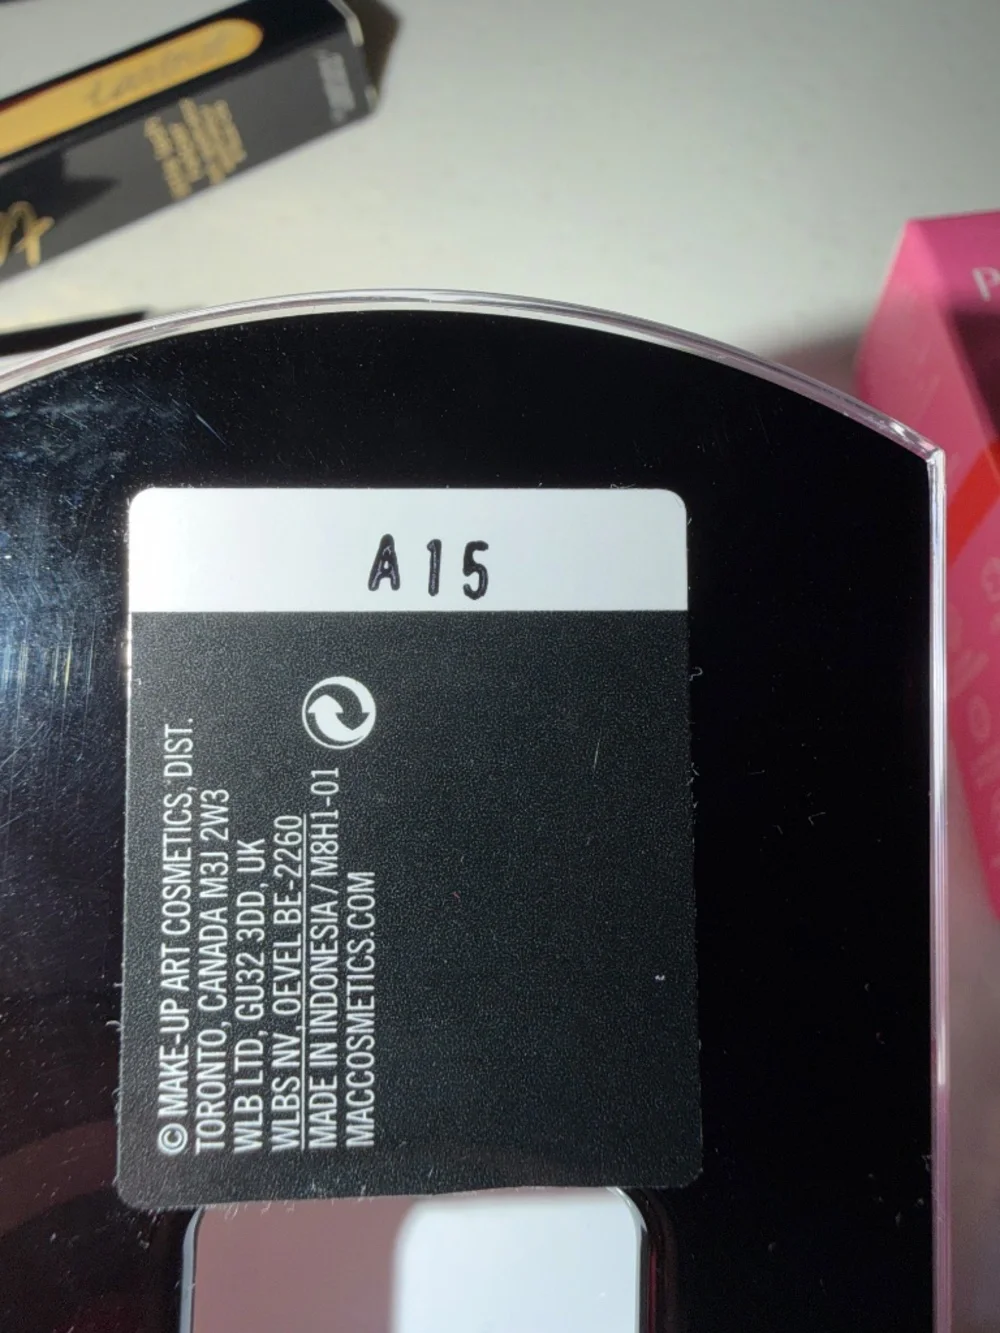 A15
© MAKE-UP ART COSMETICS, DIST.
TORONTO, CANADA M3J 2W3
WLB LTD, GU32 3DD, UK
WLBS NV, OEVEL BE-2260
MADE IN INDONESIA / M8H1-01
MACCOSMETICS.COM